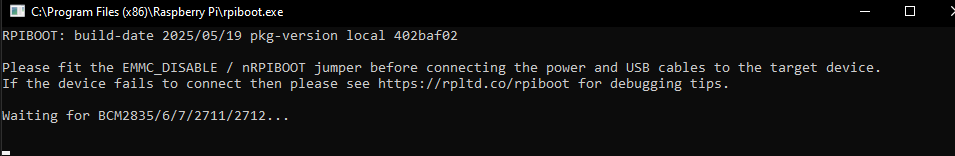 C:\Program Files (x86)\Raspberry Pi\rpiboot.exe
RPIBOOT: build-date 2025/05/19 pkg-version local 402baf02
Please fit the EMMC_DISABLE / nRPIBOOT jumper before connecting the power and USB cables to the target device.
If the device fails to connect then please see https://rpltd.co/rpiboot for debugging tips.
Waiting for BCM2835/6/7/2711/2712...